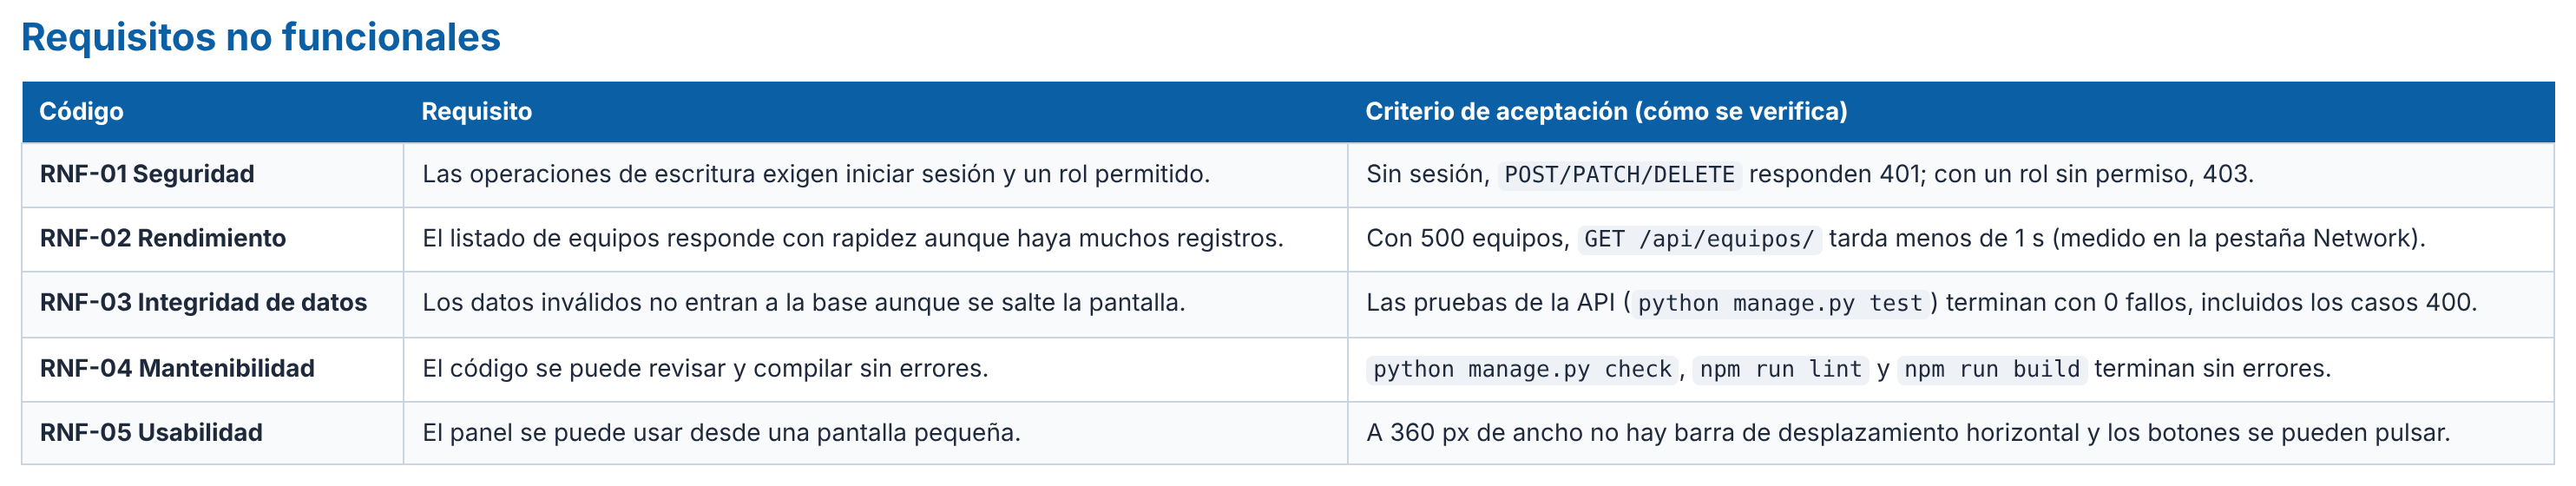 Requisitos no funcionales
Código Requisito Criterio de aceptación (cómo se verifica)
RNF-01 Seguridad Las operaciones de escritura exigen iniciar sesión y un rol permitido. Sin sesión, POST/PATCH/DELETE responden 401; con un rol sin permiso, 403.
RNF-02 Rendimiento El listado de equipos responde con rapidez aunque haya muchos registros. Con 500 equipos, GET /api/equipos/ tarda menos de 1 s (medido en la pestaña Network).
RNF-03 Integridad de datos Los datos inválidos no entran a la base aunque se salte la pantalla. Las pruebas de la API (python manage.py test) terminan con 0 fallos, incluidos los casos 400.
RNF-04 Mantenibilidad El código se puede revisar y compilar sin errores. python manage.py check, npm run lint y npm run build terminan sin errores.
RNF-05 Usabilidad El panel se puede usar desde una pantalla pequeña. A 360 px de ancho no hay barra de desplazamiento horizontal y los botones se pueden pulsar.